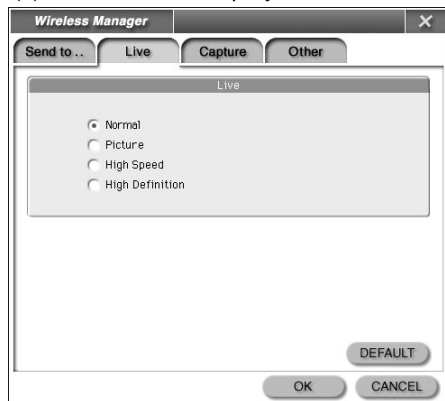 Wireless Manager
Send to .. Live Capture Other
Live
Normal
Picture
High Speed
High Definition
DEFAULT
OK CANCEL